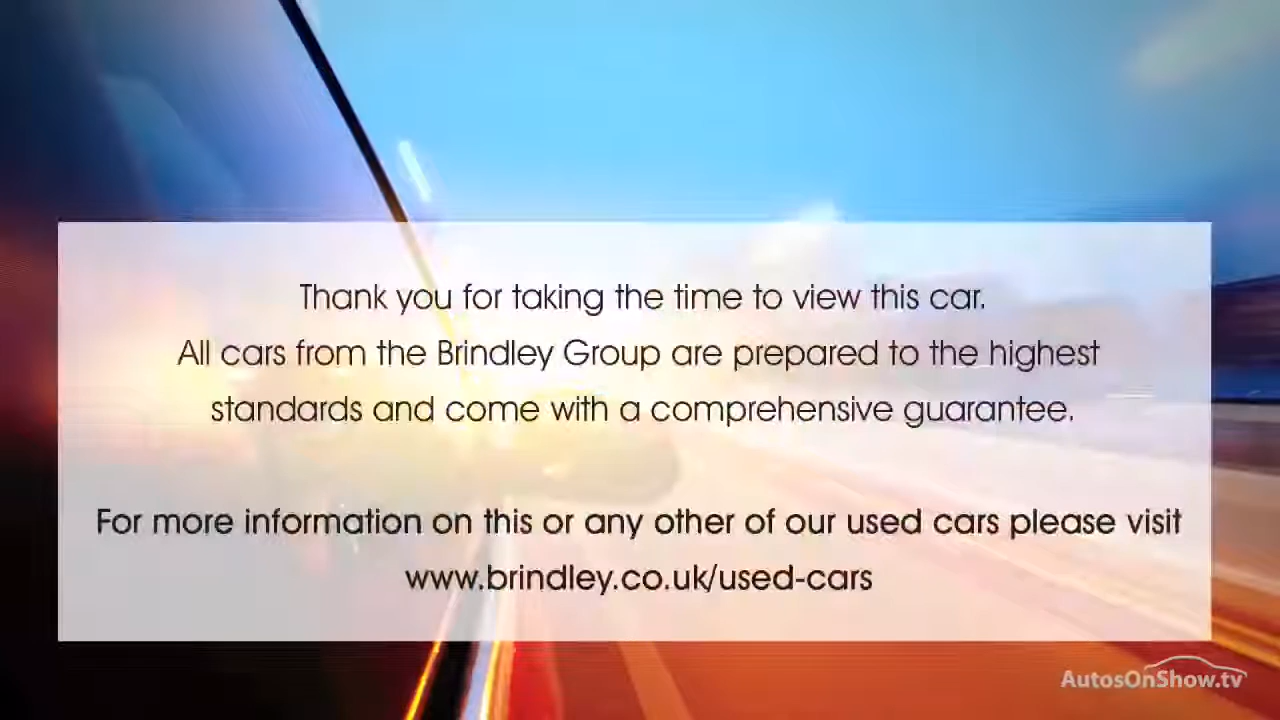 Thank you for taking the time to view this car.
All cars from the Brindley Group are prepared to the highest
standards and come with a comprehensive guarantee.
For more information on this or any other of our used cars please visit
www.brindley.co.uk/used-cars
AutosOnShow.tv